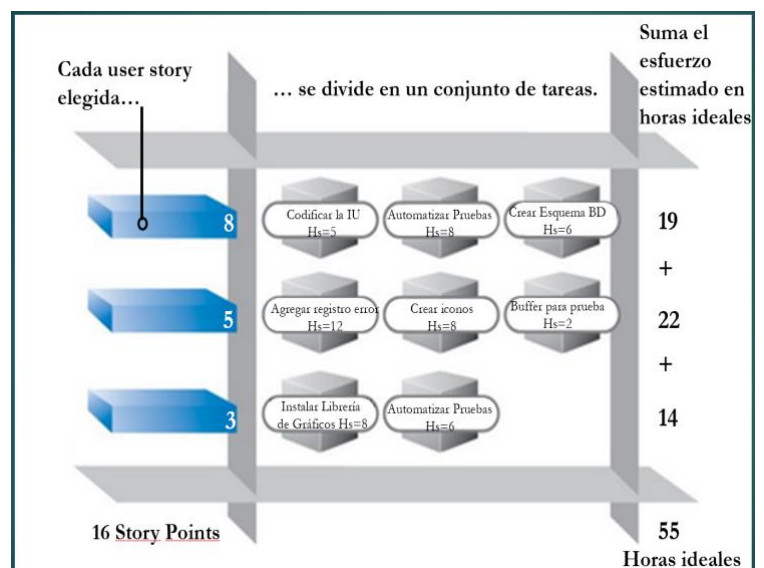 Suma el
esfuerzo
estimado en
horas ideales
Cada user story
elegida…
… se divide en un conjunto de tareas.
8
Codificar la IU
Hs=5
Automatizar Pruebas
Hs=8
Crear Esquema BD
Hs=6
19
+
5
Agregar registro error
Hs=12
Crear iconos
Hs=8
Buffer para prueba
Hs=2
22
+
3
Instalar Librería
de Gráficos Hs=8
Automatizar Pruebas
Hs=6
14
16 Story Points
55
Horas ideales